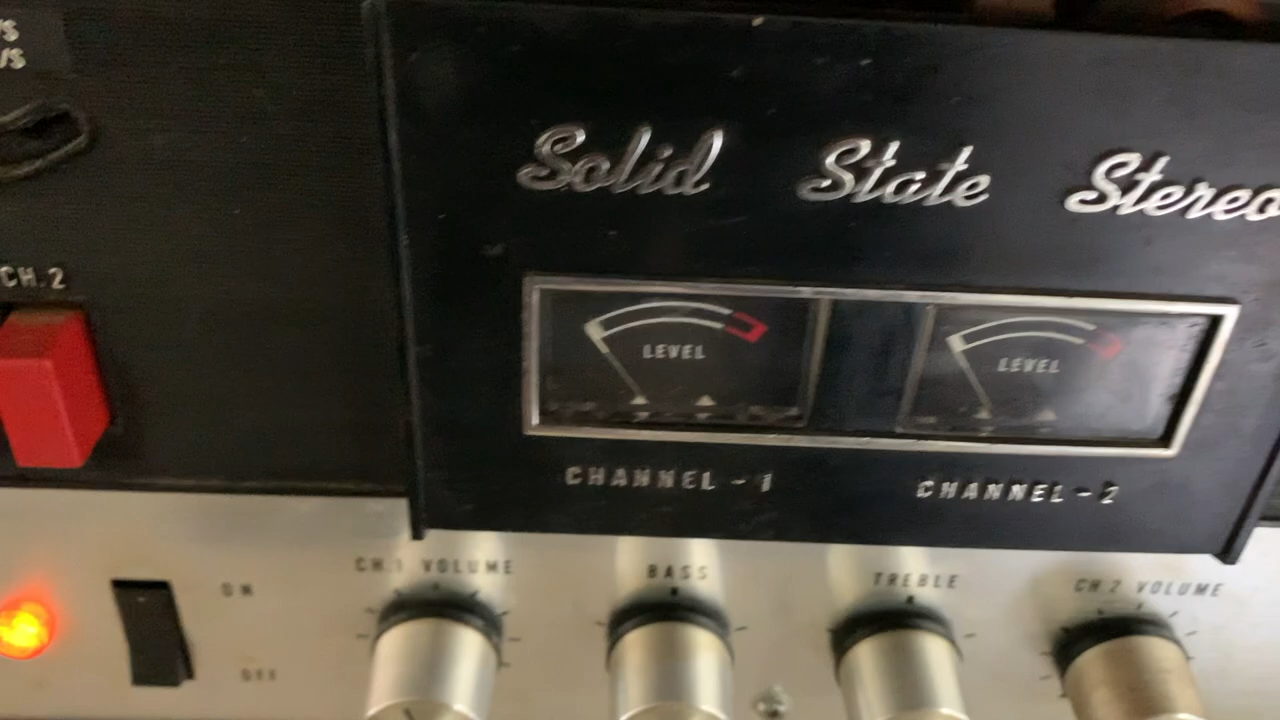 /S
/S
Solid State Stereo
CH.2
LEVEL
LEVEL
CHANNEL-1
CHANNEL-2
CH.1 VOLUME
BASS
TREBLE
CH.2 VOLUME
ON
OFF